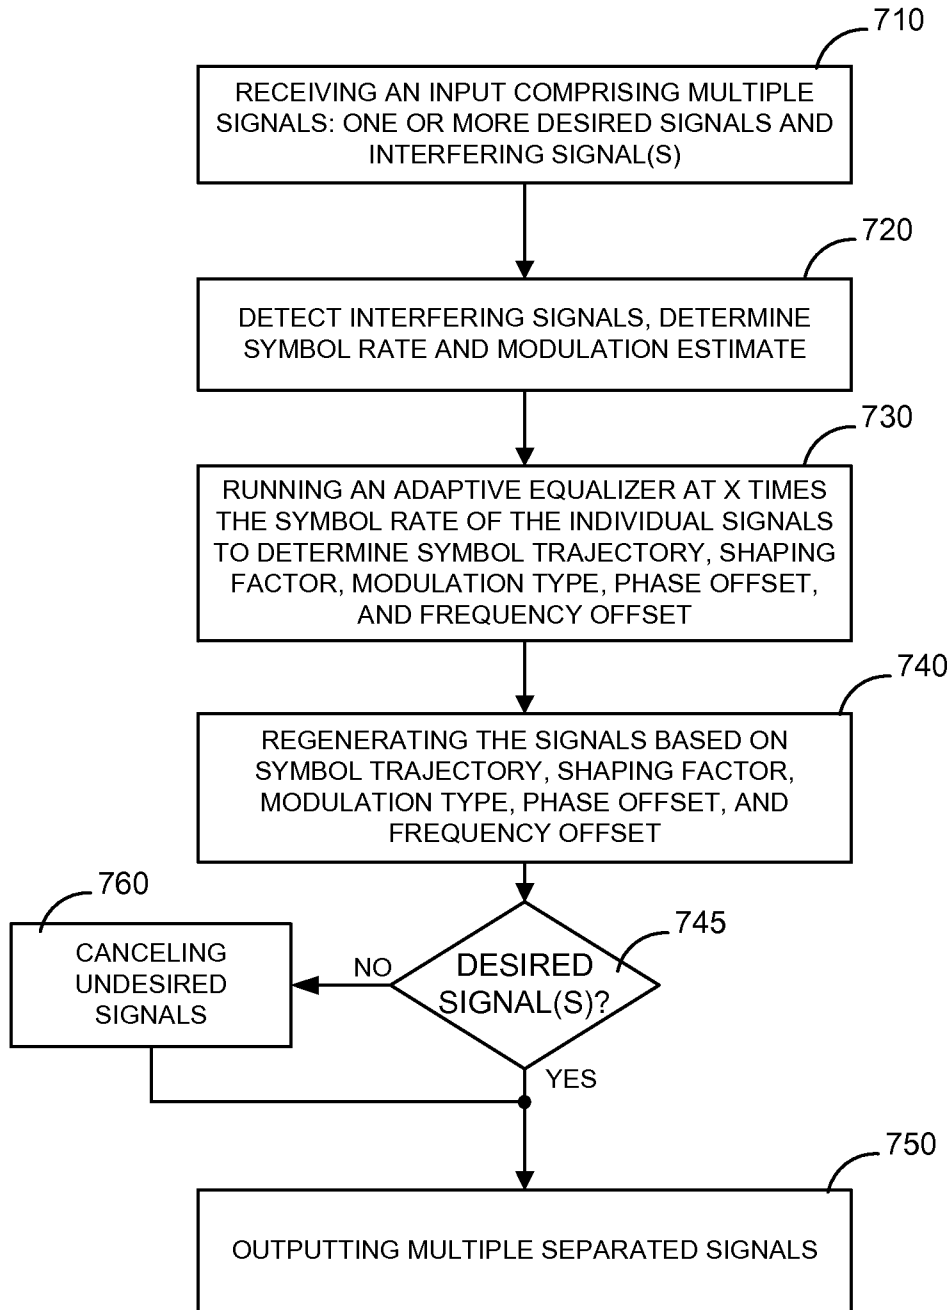 710
RECEIVING AN INPUT COMPRISING MULTIPLE
SIGNALS: ONE OR MORE DESIRED SIGNALS AND
INTERFERING SIGNAL(S)
720
DETECT INTERFERING SIGNALS, DETERMINE
SYMBOL RATE AND MODULATION ESTIMATE
730
RUNNING AN ADAPTIVE EQUALIZER AT X TIMES
THE SYMBOL RATE OF THE INDIVIDUAL SIGNALS
TO DETERMINE SYMBOL TRAJECTORY, SHAPING
FACTOR, MODULATION TYPE, PHASE OFFSET,
AND FREQUENCY OFFSET
740
REGENERATING THE SIGNALS BASED ON
SYMBOL TRAJECTORY, SHAPING FACTOR,
MODULATION TYPE, PHASE OFFSET, AND
FREQUENCY OFFSET
760
CANCELING
UNDESIRED
SIGNALS
NO
745
DESIRED
SIGNAL(S)?
YES
750
OUTPUTTING MULTIPLE SEPARATED SIGNALS